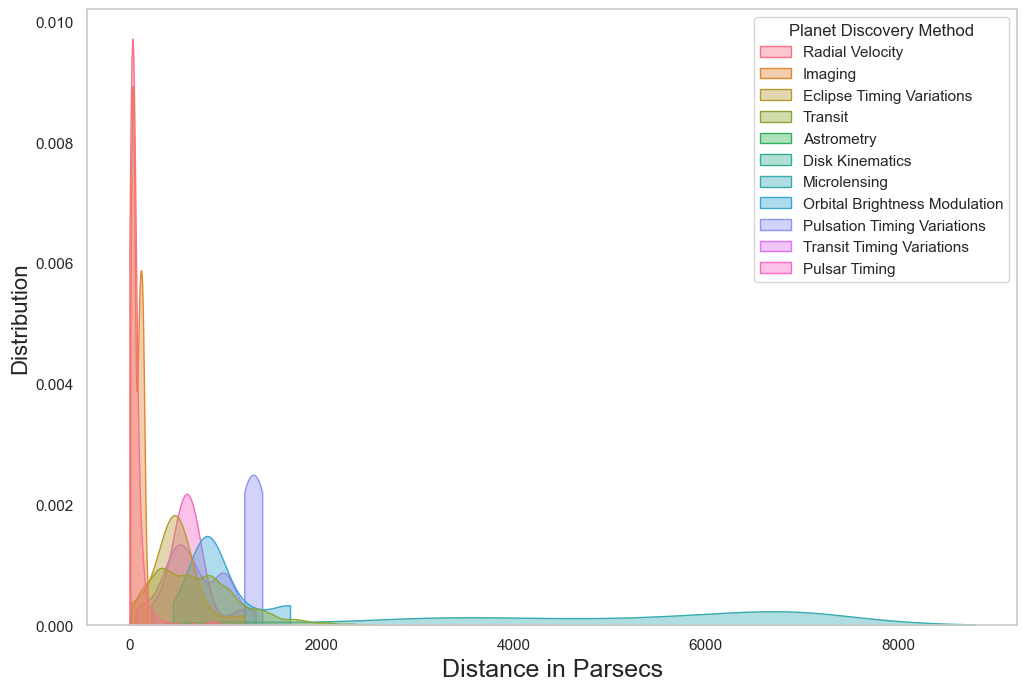 0.010
0.008
0.006
0.004
0.002
0.000
Distribution
0
2000
4000
6000
8000
Distance in Parsecs
Planet Discovery Method
Radial Velocity
Imaging
Eclipse Timing Variations
Transit
Astrometry
Disk Kinematics
Microlensing
Orbital Brightness Modulation
Pulsation Timing Variations
Transit Timing Variations
Pulsar Timing